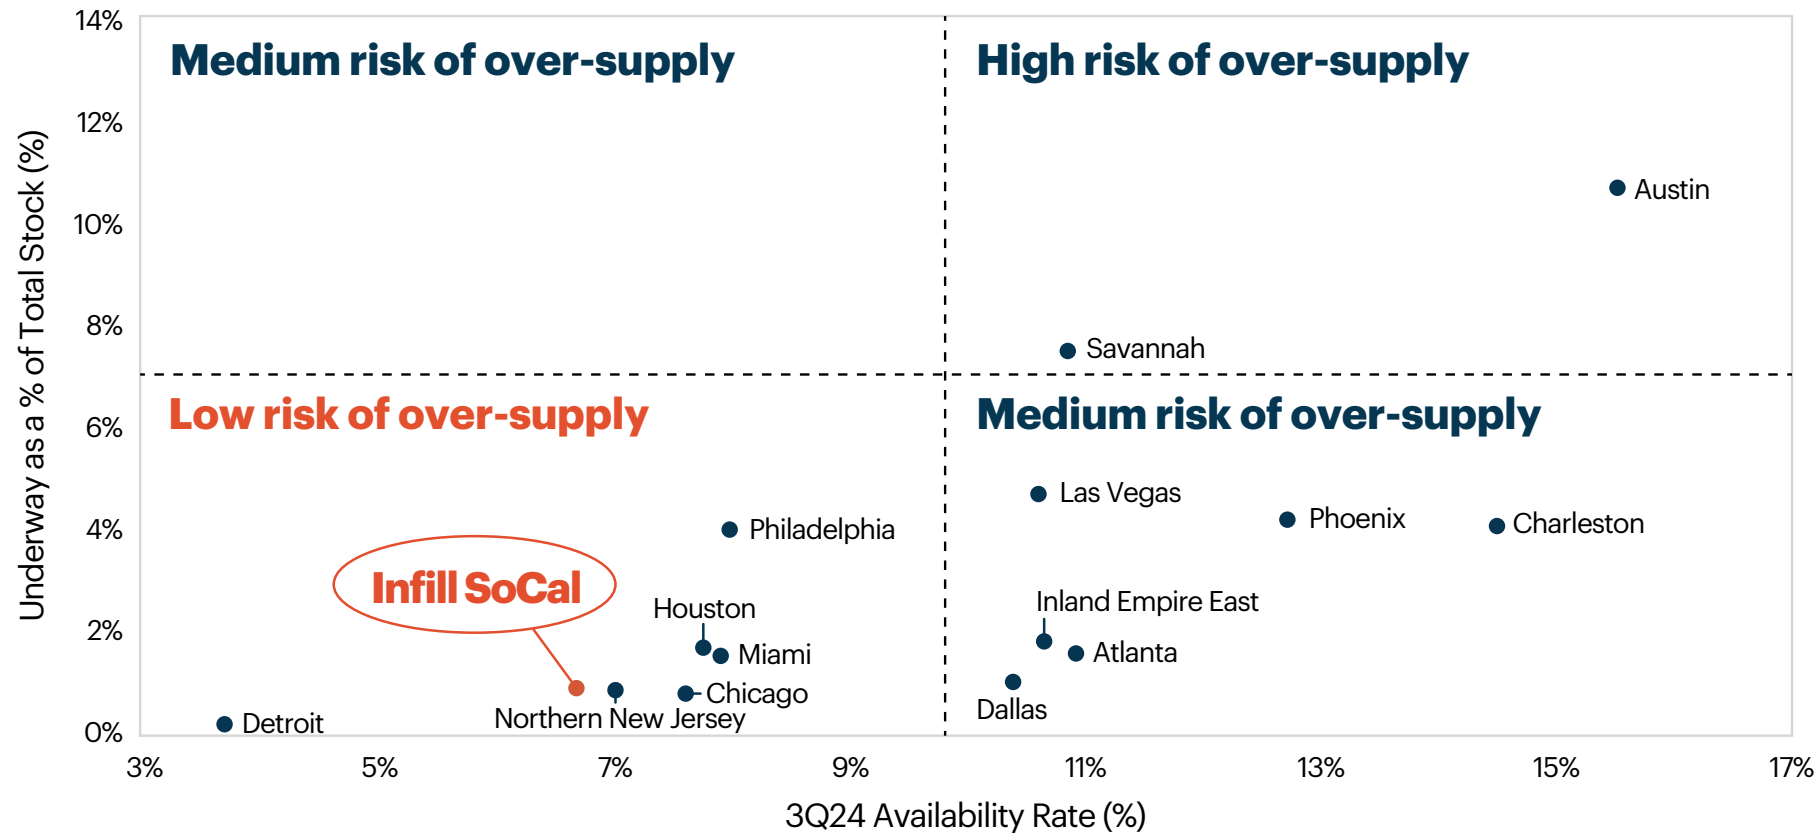 14%
Medium risk of over-supply
High risk of over-supply
12%
Austin
10%
8%
Savannah
Low risk of over-supply
Medium risk of over-supply
6%
Las Vegas
Phoenix
Charleston
4%
Philadelphia
Infill SoCal
Houston
Inland Empire East
2%
Miami
Atlanta
Chicago
Dallas
Northern New Jersey
Detroit
0%
3%
5%
7%
9%
11%
13%
15%
17%
3Q24 Availability Rate (%)
Underway as a % of Total Stock (%)